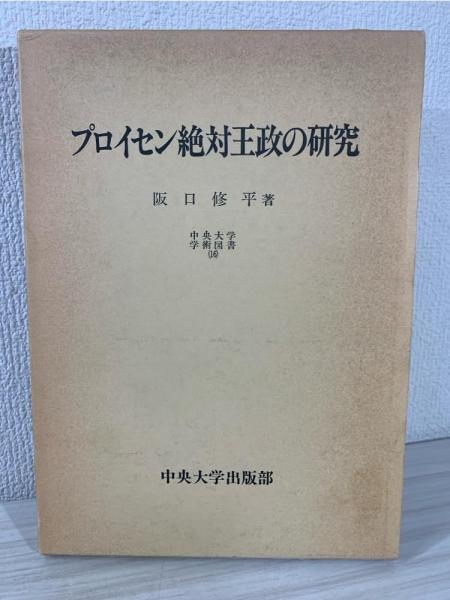 プロイセン絶対王政の研究
阪口修平著
中央大学
学術図書
(16)
中央大学出版部